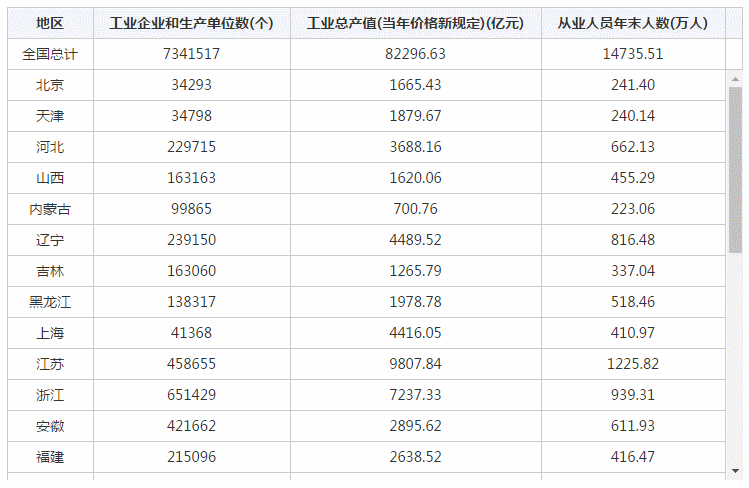 地区 工业企业和生产单位数(个) 工业总产值(当年价格新规定)(亿元) 从业人员年末人数(万人)
全国总计 7341517 82296.63 14735.51
北京 34293 1665.43 241.40
天津 34798 1879.67 240.14
河北 229715 3688.16 662.13
山西 163163 1620.06 455.29
内蒙古 99865 700.76 223.06
辽宁 239150 4489.52 816.48
吉林 163060 1265.79 337.04
黑龙江 138317 1978.78 518.46
上海 41368 4416.05 410.97
江苏 458655 9807.84 1225.82
浙江 651429 7237.33 939.31
安徽 421662 2895.62 611.93
福建 215096 2638.52 416.47